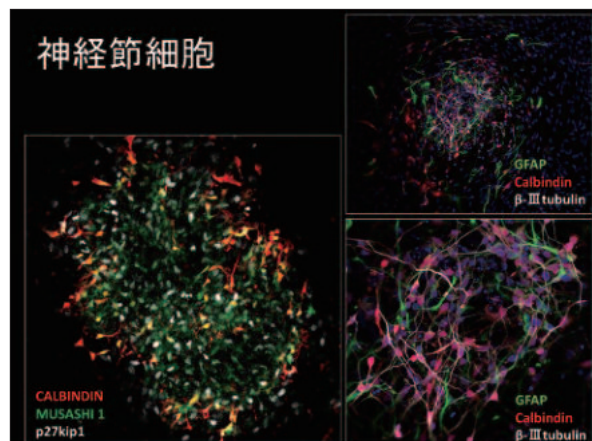 神経節細胞
GFAP
Calbindin
β-Ⅲ tubulin
CALBINDIN
MUSASHI 1
p27kip1
GFAP
Calbindin
β-Ⅲ tubulin